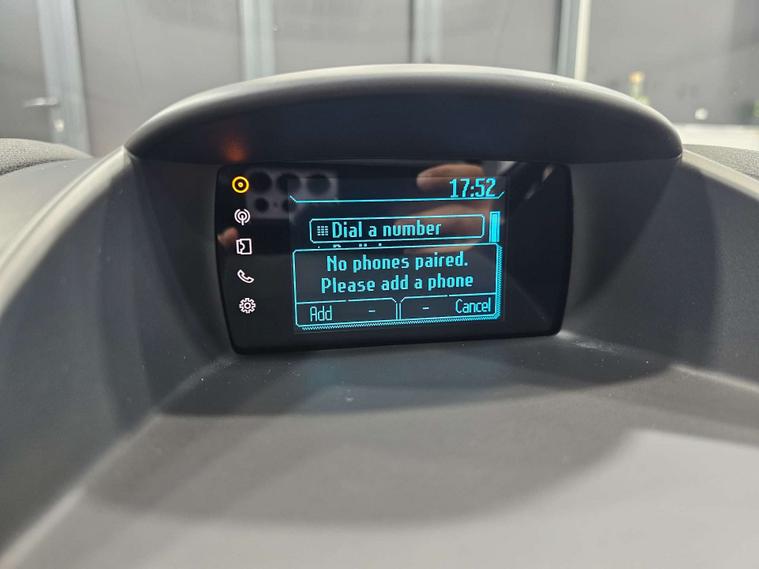 17:52
Dial a number
No phones paired.
Please add a phone
Add - - Cancel